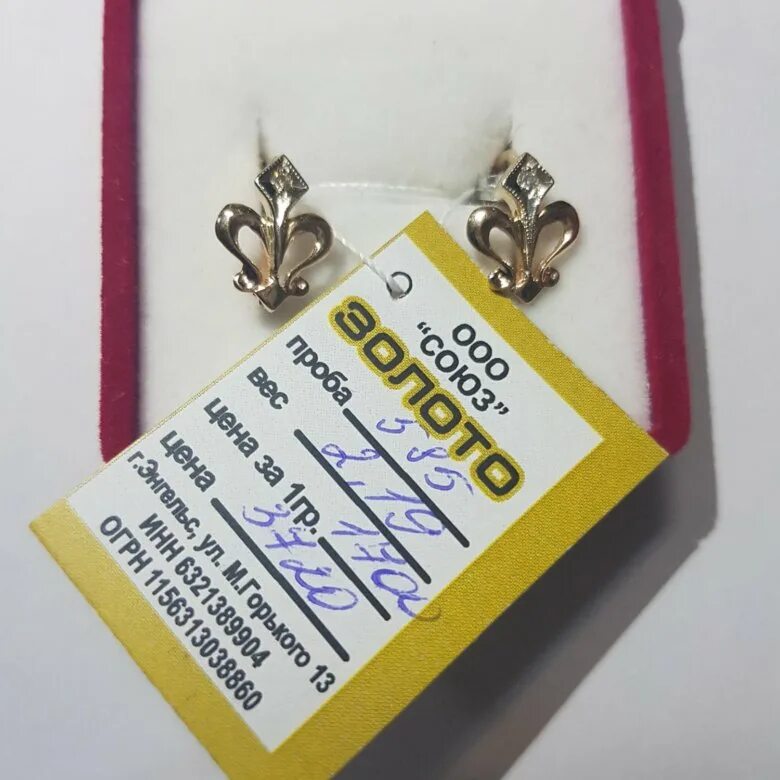 ООО
“СОЮЗ”
ЗОЛОТО
проба 585
вес 2,19
цена за 1гр. 1700
цена 3720
г.Энгельс, ул. М.Горького 13
ИНН 6321389904
ОГРН 1156313038860